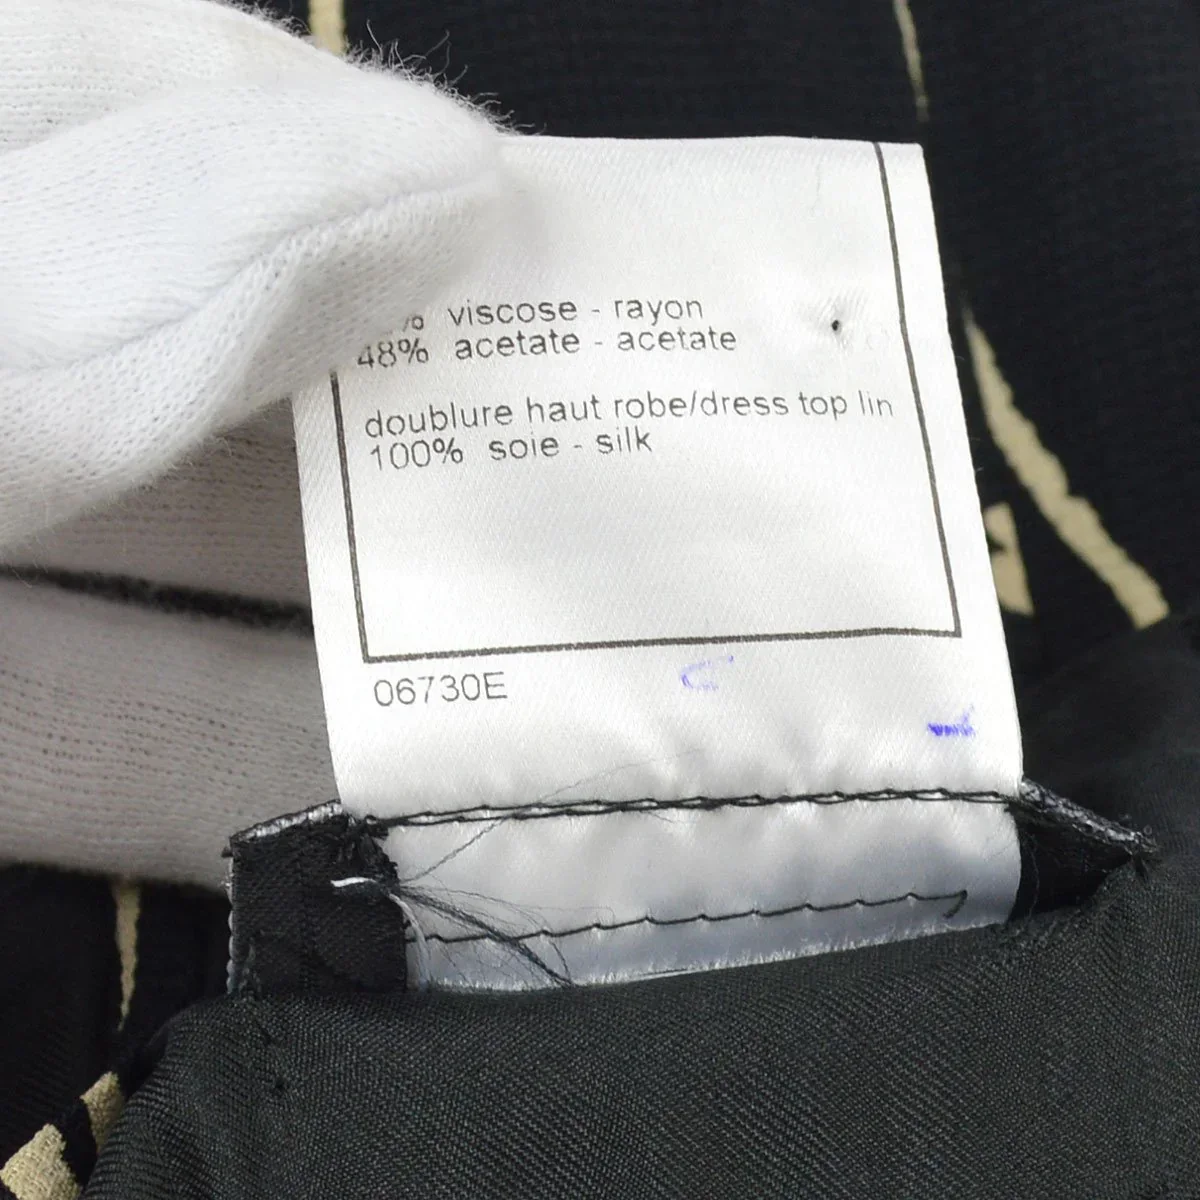 % viscose - rayon
48% acetate - acetate
doublure haut robe/dress top lin
100% soie - silk
06730E